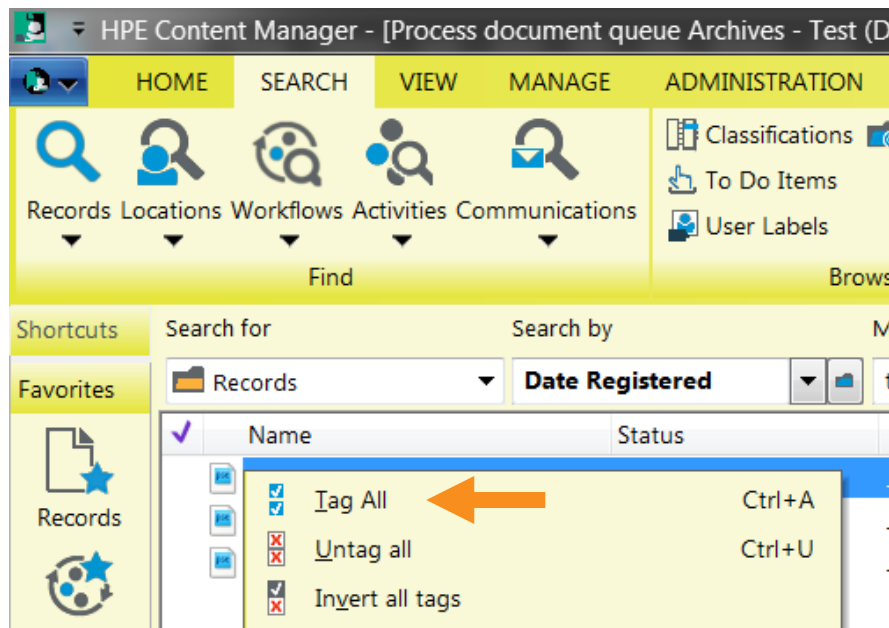 HPE Content Manager - [Process document queue Archives - Test (D
HOME SEARCH VIEW MANAGE ADMINISTRATION
Classifications
To Do Items
User Labels
Records Locations Workflows Activities Communications
Find
Brows
Shortcuts
Search for Search by M
Favorites
Records Date Registered
Name Status
Records
Tag All Ctrl+A
Untag all Ctrl+U
Invert all tags